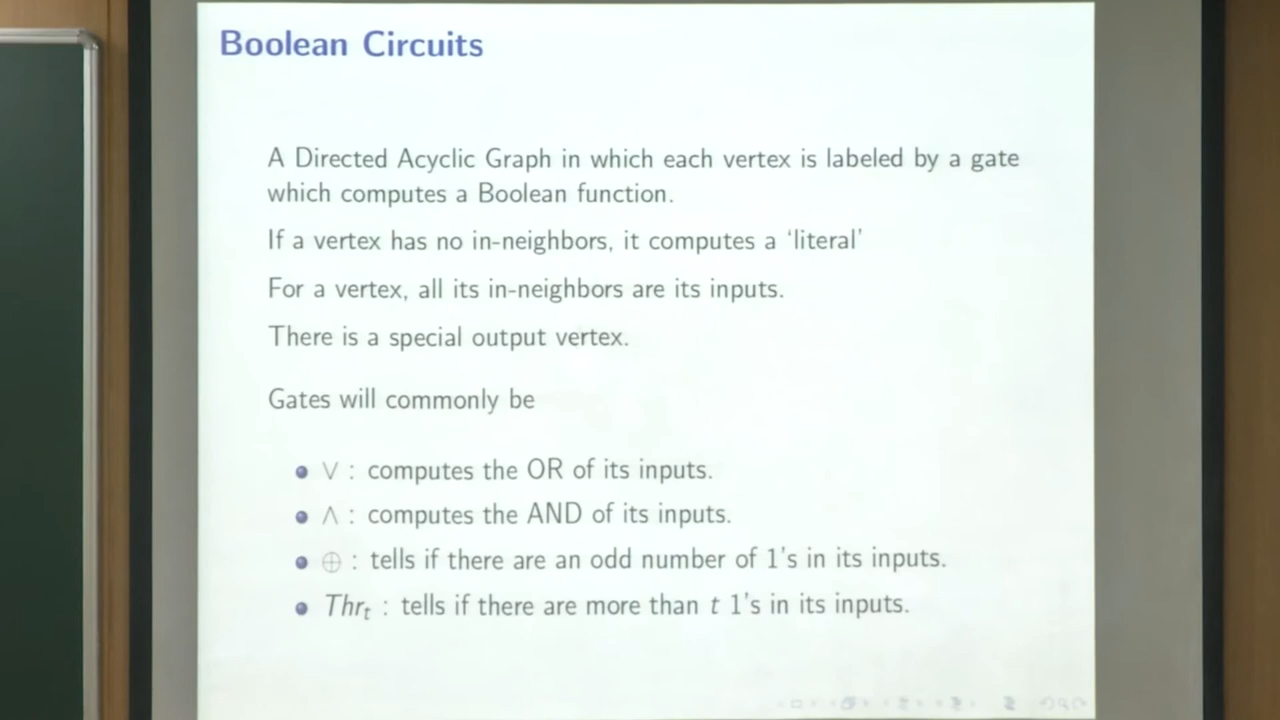 Boolean Circuits
A Directed Acyclic Graph in which each vertex is labeled by a gate
which computes a Boolean function.
If a vertex has no in-neighbors, it computes a ‘literal’
For a vertex, all its in-neighbors are its inputs.
There is a special output vertex.
Gates will commonly be
∨ : computes the OR of its inputs.
∧ : computes the AND of its inputs.
⊕ : tells if there are an odd number of 1's in its inputs.
Thr_t : tells if there are more than t 1's in its inputs.